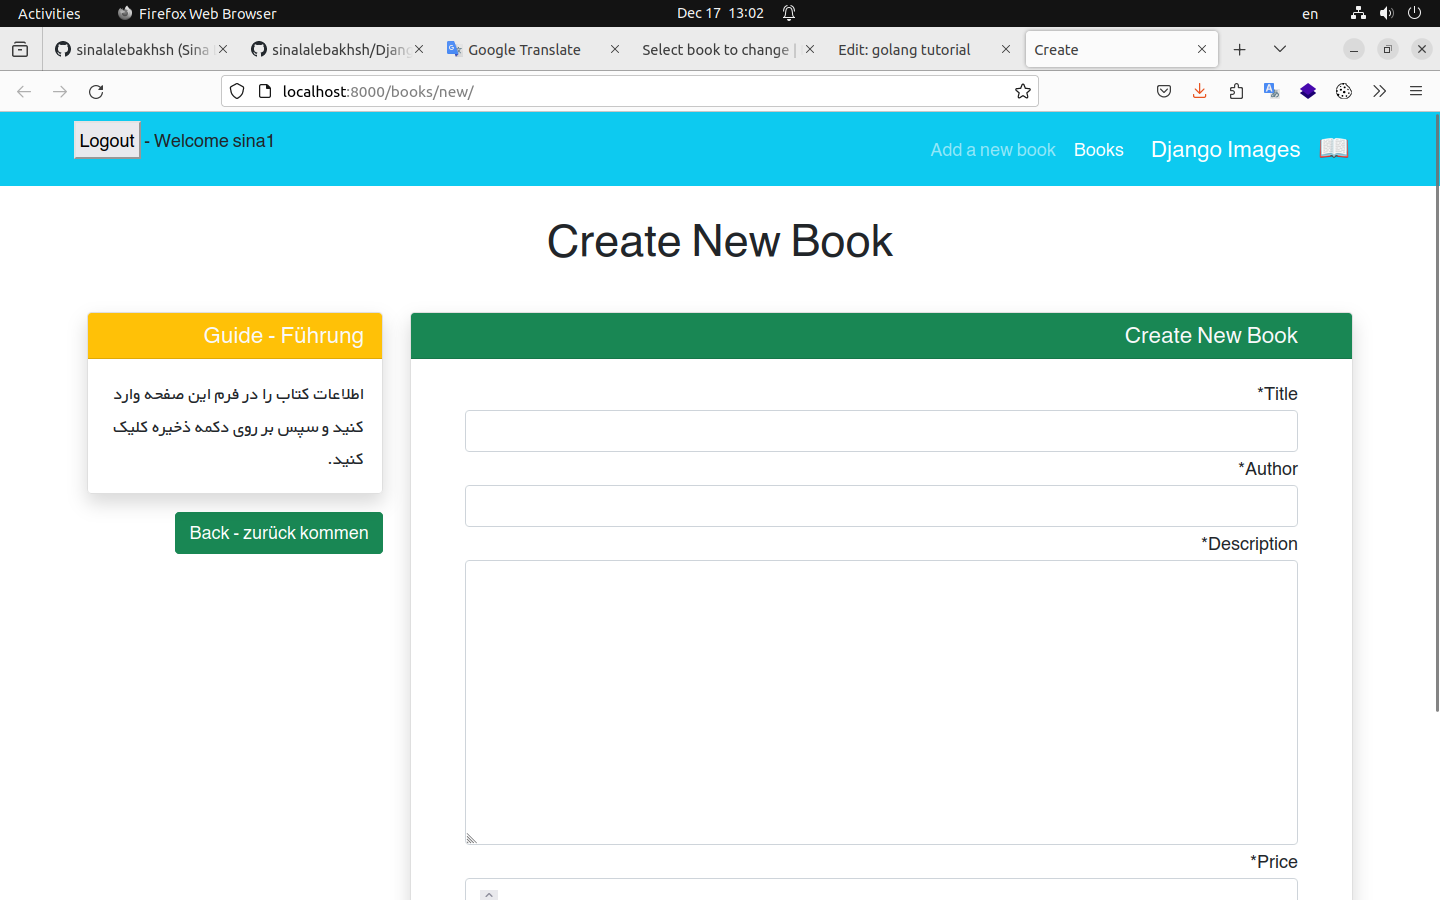 Activities
Firefox Web Browser
Dec 17 13:02
en
sinalalebakhsh (Sina
sinalalebakhsh/Djang
Google Translate
Select book to change |
Edit: golang tutorial
Create
localhost:8000/books/new/
Logout - Welcome sina1
Add a new book
Books
Django Images
Create New Book
Guide - Führung
اطلاعات کتاب را در فرم این صفحه وارد
کنید و سپس بر روی دکمه ذخیره کلیک
کنید.
Back - zurück kommen
Create New Book
*Title
*Author
*Description
*Price